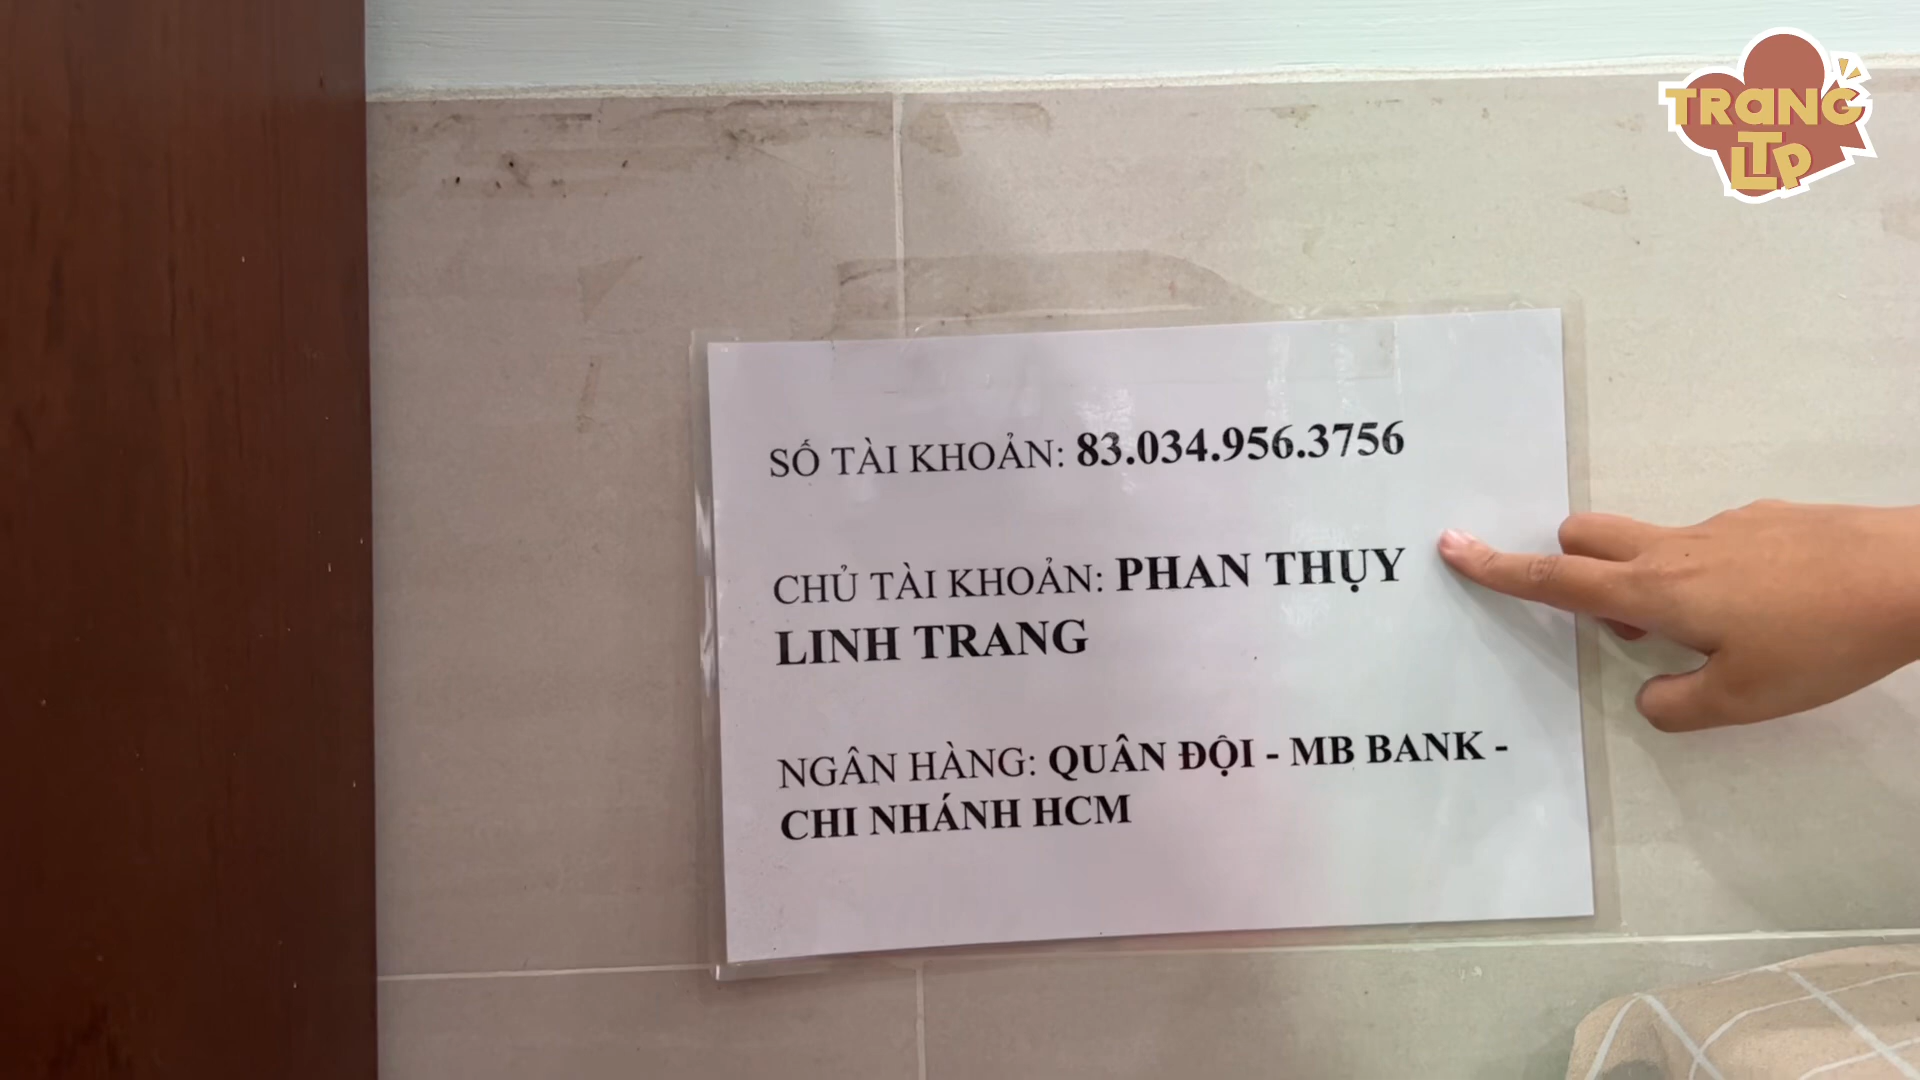 TRANG
LTP
SỐ TÀI KHOẢN: 83.034.956.3756
CHỦ TÀI KHOẢN: PHAN THỤY
LINH TRANG
NGÂN HÀNG: QUÂN ĐỘI - MB BANK -
CHI NHÁNH HCM